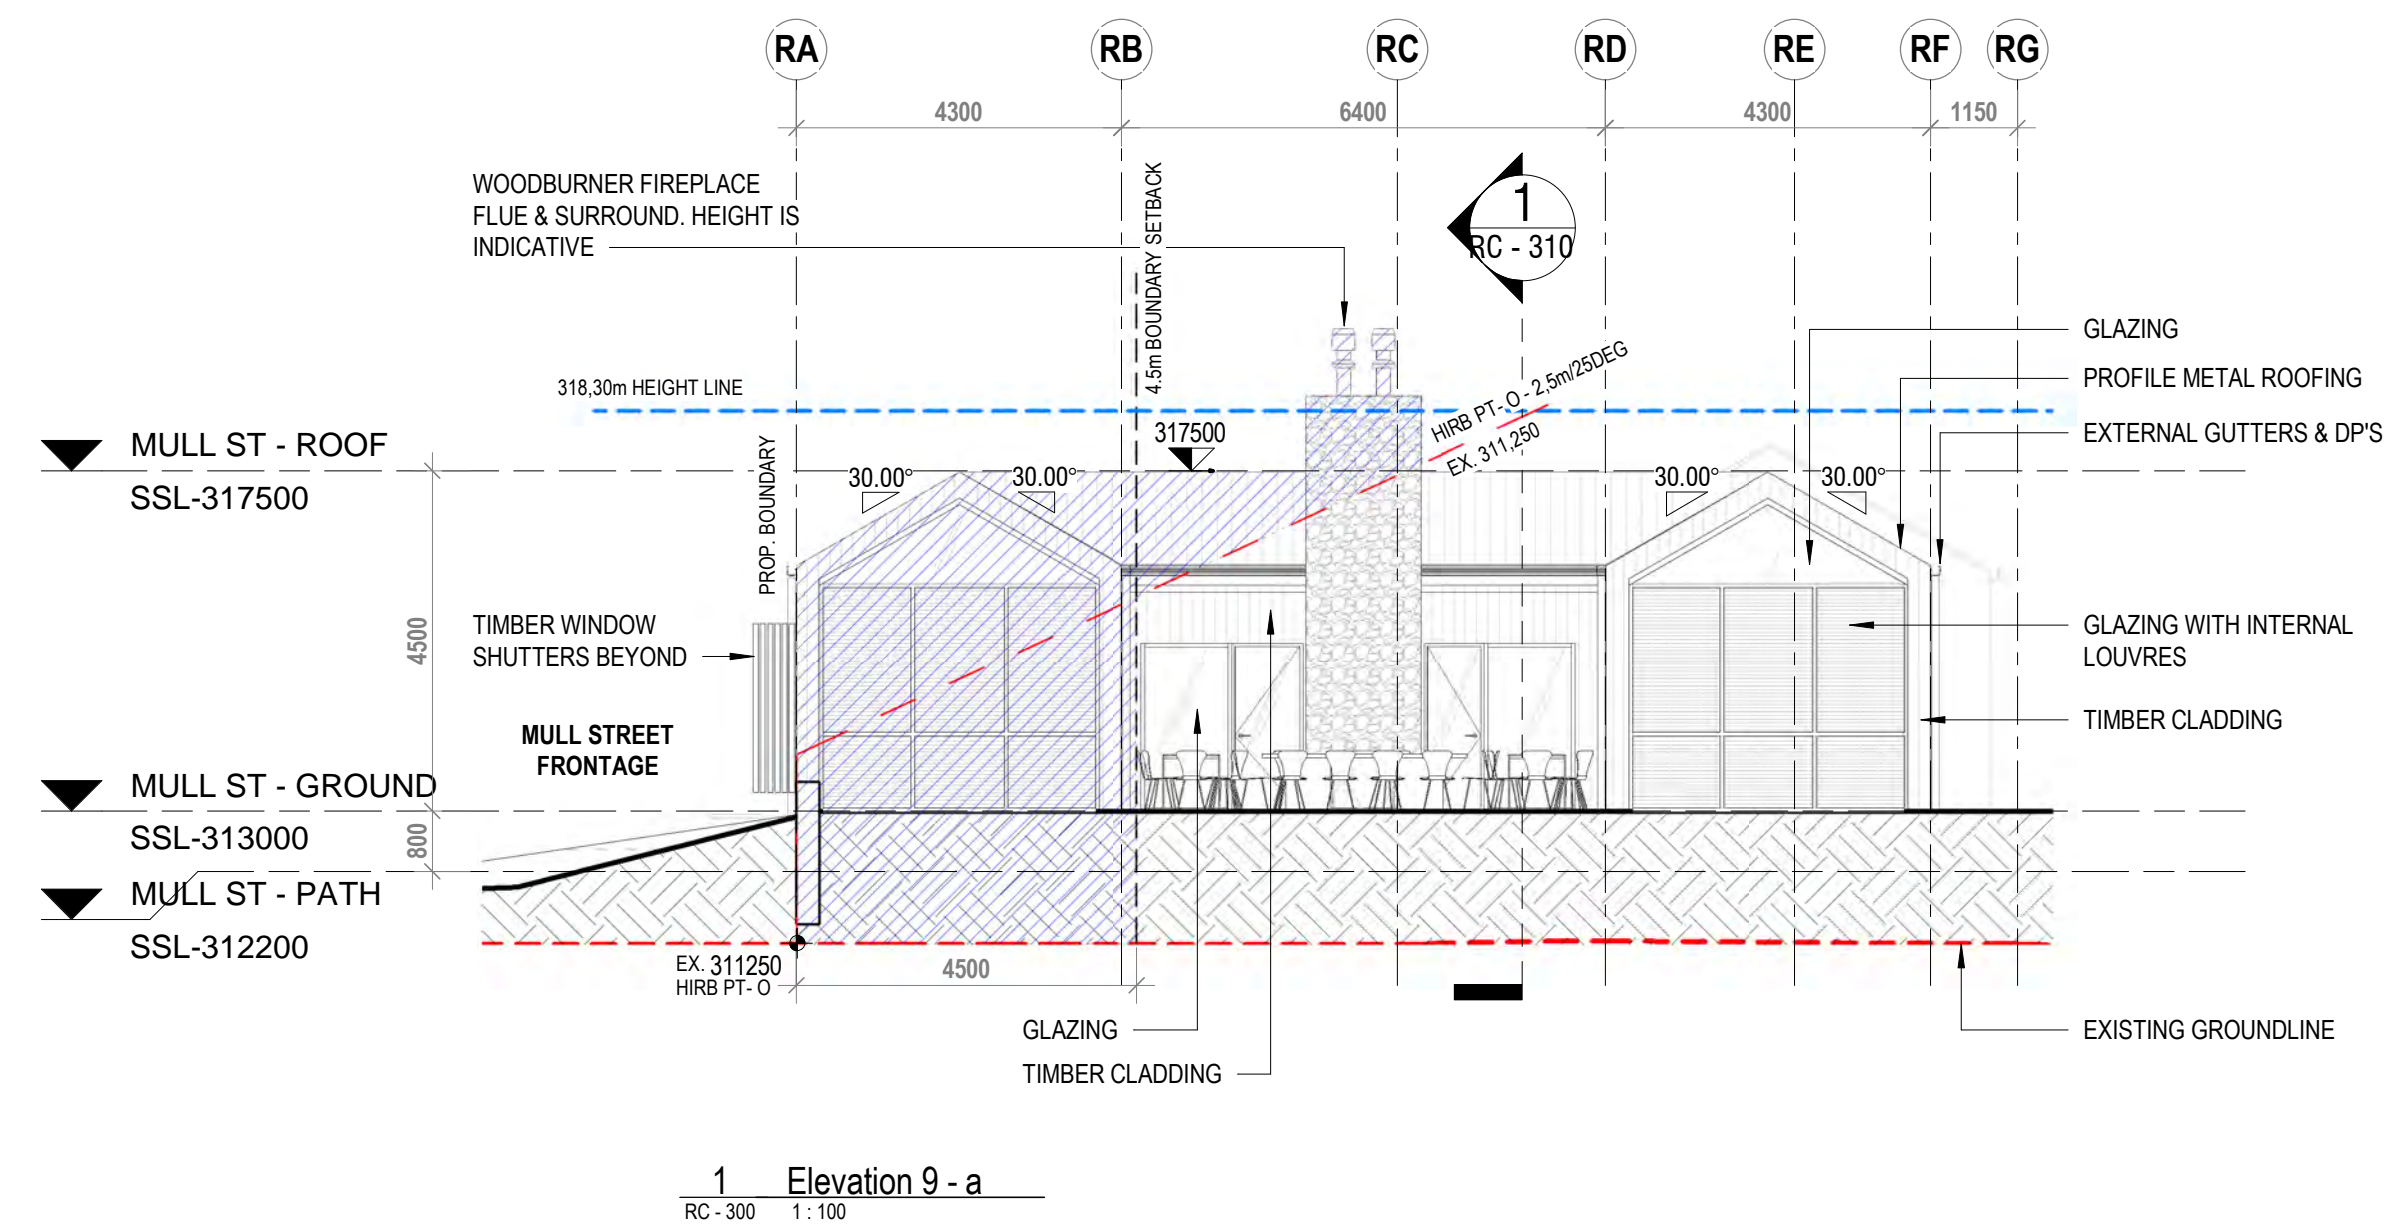 RA
RB
RC
RD
RE
RF
RG
4300
6400
4300
1150
WOODBURNER FIREPLACE
FLUE & SURROUND. HEIGHT IS
INDICATIVE
4.5m BOUNDARY SETBACK
1
RC - 310
GLAZING
PROFILE METAL ROOFING
EXTERNAL GUTTERS & DP'S
318,30m HEIGHT LINE
HIRB PT- O - 2,5m/25DEG
EX. 311,250
MULL ST - ROOF
SSL-317500
PROP. BOUNDARY
317500
30.00°
30.00°
30.00°
30.00°
4500
TIMBER WINDOW
SHUTTERS BEYOND
GLAZING WITH INTERNAL
LOUVRES
TIMBER CLADDING
MULL STREET
FRONTAGE
MULL ST - GROUND
SSL-313000
800
MULL ST - PATH
SSL-312200
EX. 311250
HIRB PT- O
4500
GLAZING
TIMBER CLADDING
EXISTING GROUNDLINE
1 Elevation 9 - a
RC - 300 1 : 100